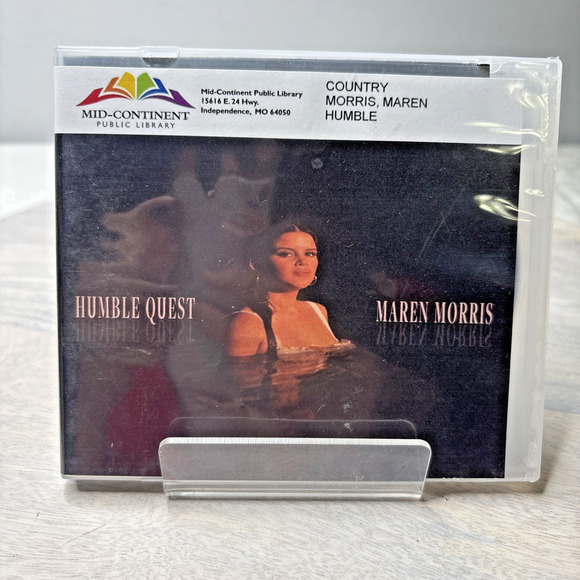 MID-CONTINENT
PUBLIC LIBRARY
Mid-Continent Public Library
15616 E. 24 Hwy.
Independence, MO 64050
COUNTRY
MORRIS, MAREN
HUMBLE
HUMBLE QUEST
MAREN MORRIS